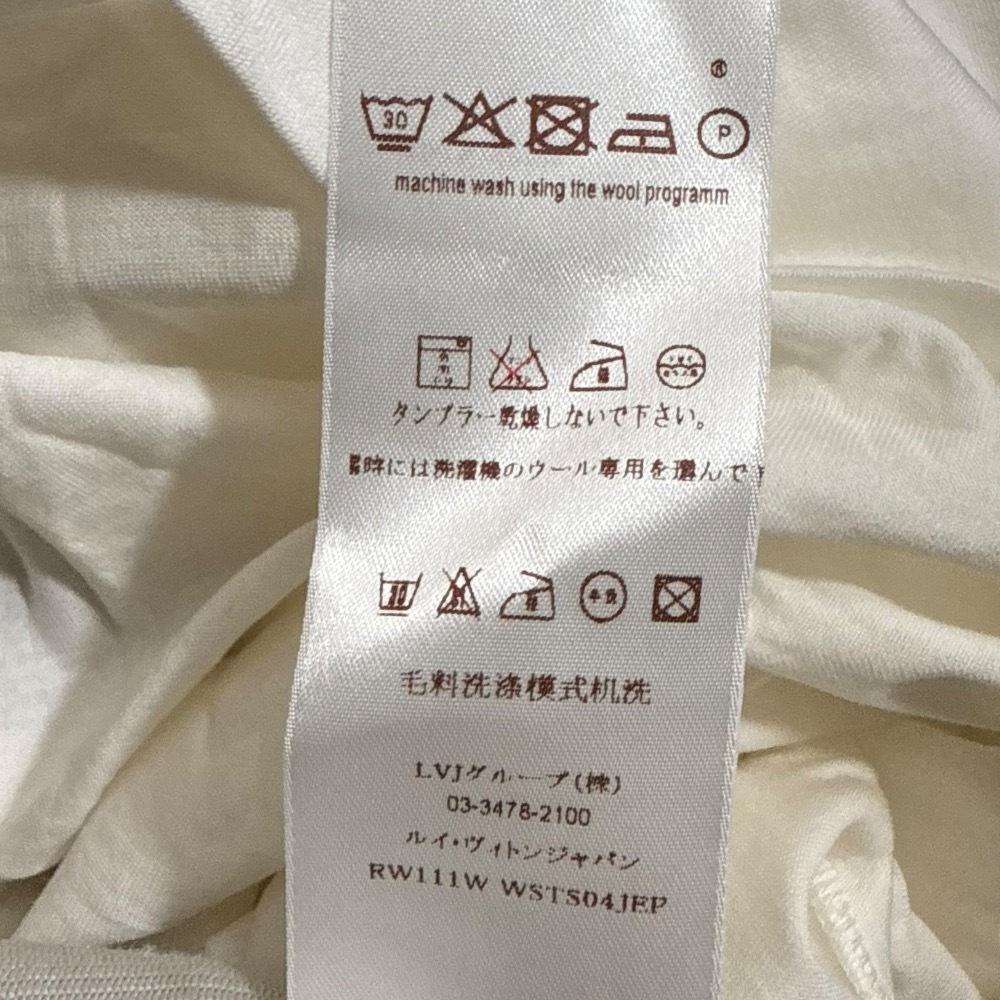 ®
30 P
machine wash using the wool programm
タンブラー乾燥しないで下さい。
時には洗濯機のウール専用を選んで
30
毛料洗涤模式机洗
LVJグループ(株)
03-3478-2100
ルイ・ヴィトンジャパン
RW111W WSTS04JEP